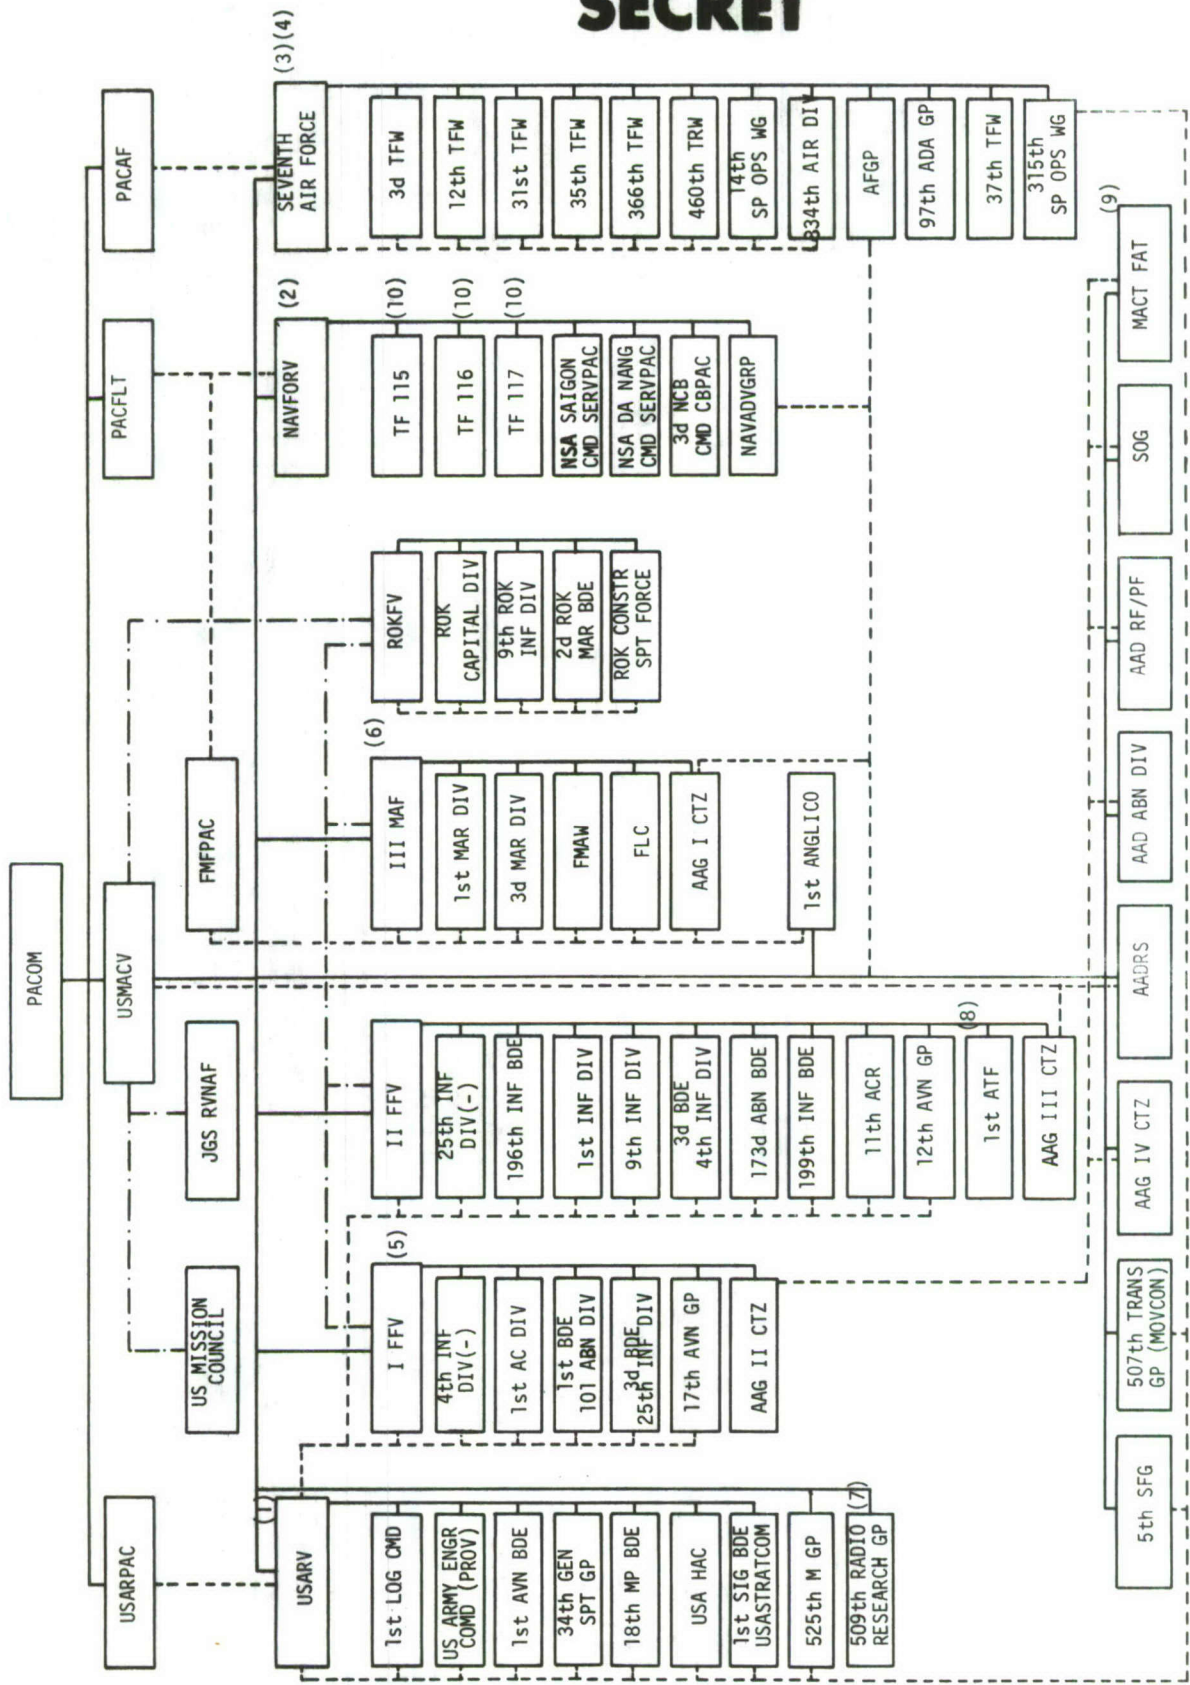 SECRET
PACOM
USARPAC
USMACV
PACFLT
PACAF
US MISSION
COUNCIL
JGS RVNAF
FMFPAC
(1)
USARV
1st LOG CMD
US ARMY ENGR
COMD (PROV)
1st AVN BDE
34th GEN
SPT GP
18th MP BDE
USA HAC
1st SIG BDE
USASTRATCOM
525th M GP
509th RADIO
RESEARCH GP
(7)
I FFV
(5)
4th INF
DIV(-)
1st AC DIV
1st BDE
101 ABN DIV
3d BDE
25th INF DIV
17th AVN GP
AAG II CTZ
II FFV
25th INF
DIV(-)
196th INF BDE
1st INF DIV
9th INF DIV
3d BDE
4th INF DIV
173d ABN BDE
199th INF BDE
11th ACR
12th AVN GP
(8)
1st ATF
AAG III CTZ
III MAF
(6)
1st MAR DIV
3d MAR DIV
FMAW
FLC
AAG I CTZ
1st ANGLICO
ROKFV
ROK
CAPITAL DIV
9th ROK
INF DIV
2d ROK
MAR BDE
ROK CONSTR
SPT FORCE
NAVFORV
(2)
TF 115
(10)
TF 116
(10)
TF 117
(10)
NSA SAIGON
CMD SERVPAC
NSA DA NANG
CMD SERVPAC
3d NCB
CMD CBPAC
NAVADVGRP
SEVENTH
AIR FORCE
(3)(4)
3d TFW
12th TFW
31st TFW
35th TFW
366th TFW
460th TRW
14th
SP OPS WG
834th AIR DIV
AFGP
97th ADA GP
37th TFW
315th
SP OPS WG
5th SFG
507th TRANS
GP (MOVCON)
AAG IV CTZ
AADRS
AAD ABN DIV
AAD RF/PF
SOG
MACT FAT
(9)